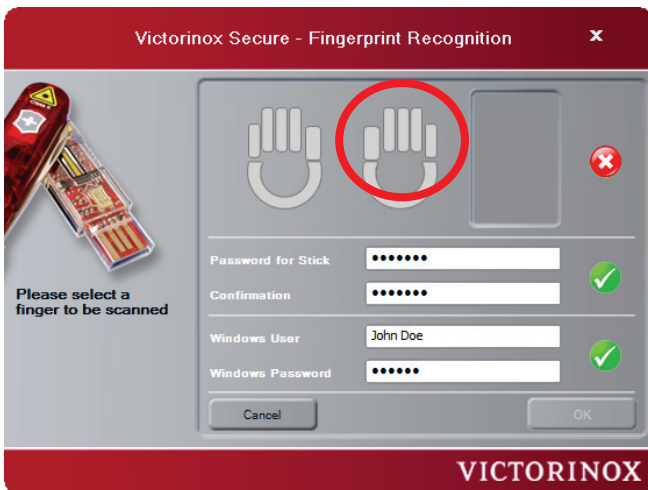 Victorinox Secure - Fingerprint Recognition
x
Please select a
finger to be scanned
Password for Stick
•••••••
Confirmation
•••••••
Windows User
John Doe
Windows Password
••••••
Cancel
OK
VICTORINOX